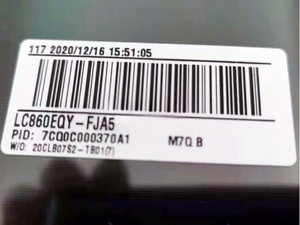 117 2020/12/16 15:51:05
LC860EQY-FJA5
PID: 7CQ0C000370A1 M7Q B
W/O: 20CLB07S2-TB01(7)